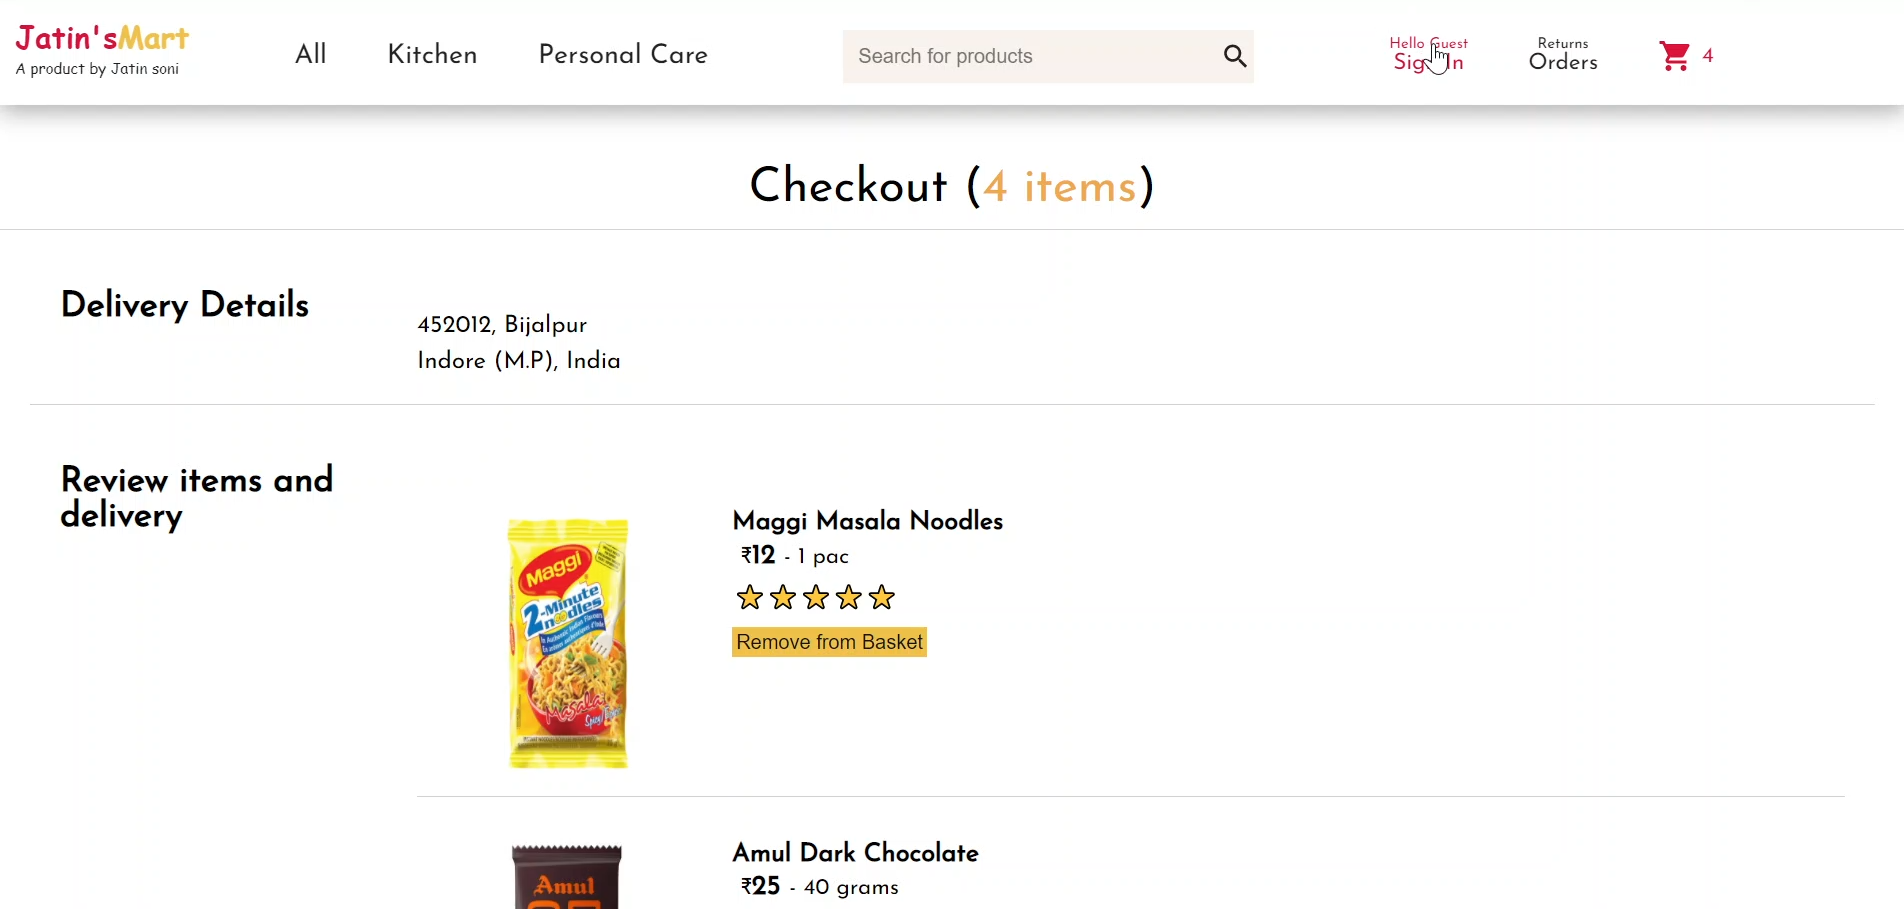 Jatin'sMart
A product by Jatin soni
All
Kitchen
Personal Care
Search for products
Hello Guest
Sign In
Returns
Orders
4
Checkout (4 items)
Delivery Details
452012, Bijalpur
Indore (M.P), India
Review items and
delivery
Maggi
2-Minute
noodles
Masala
Maggi Masala Noodles
₹12 - 1 pac
Remove from Basket
Amul
Amul Dark Chocolate
₹25 - 40 grams